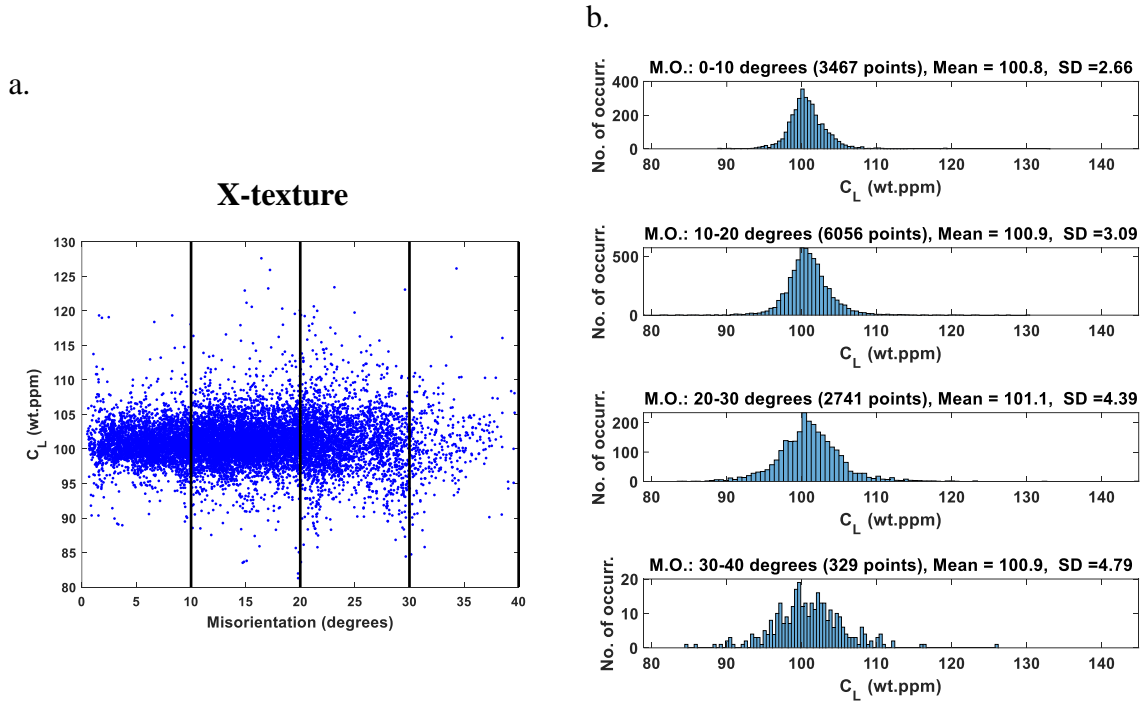 a.
X-texture
130
125
120
115
110
105
100
95
90
85
80
C_L (wt.ppm)
0 5 10 15 20 25 30 35 40
Misorientation (degrees)
b.
M.O.: 0-10 degrees (3467 points), Mean = 100.8, SD =2.66
No. of occurr.
400
200
0
80 90 100 110 120 130 140
C_L (wt.ppm)
M.O.: 10-20 degrees (6056 points), Mean = 100.9, SD =3.09
No. of occurr.
500
0
80 90 100 110 120 130 140
C_L (wt.ppm)
M.O.: 20-30 degrees (2741 points), Mean = 101.1, SD =4.39
No. of occurr.
200
100
0
80 90 100 110 120 130 140
C_L (wt.ppm)
M.O.: 30-40 degrees (329 points), Mean = 100.9, SD =4.79
No. of occurr.
20
10
0
80 90 100 110 120 130 140
C_L (wt.ppm)